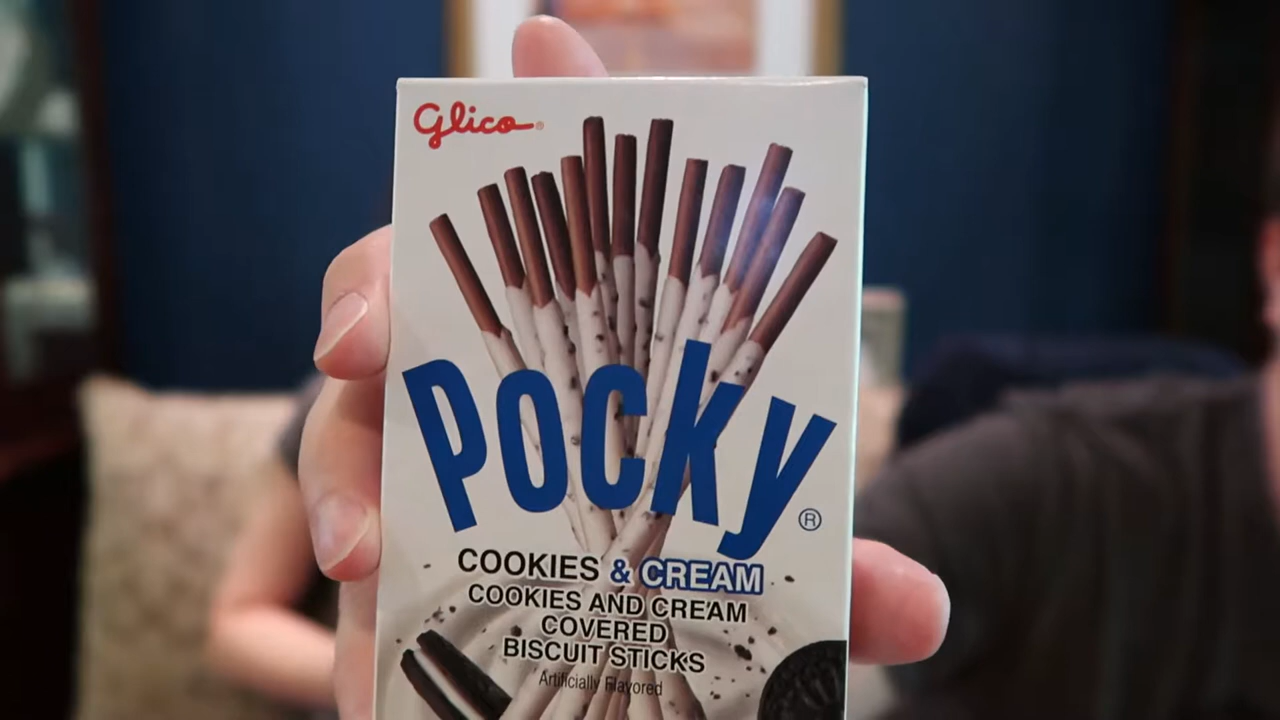 Glico®
POCKY®
COOKIES & CREAM
COOKIES AND CREAM
COVERED
BISCUIT STICKS
Artificially Flavored